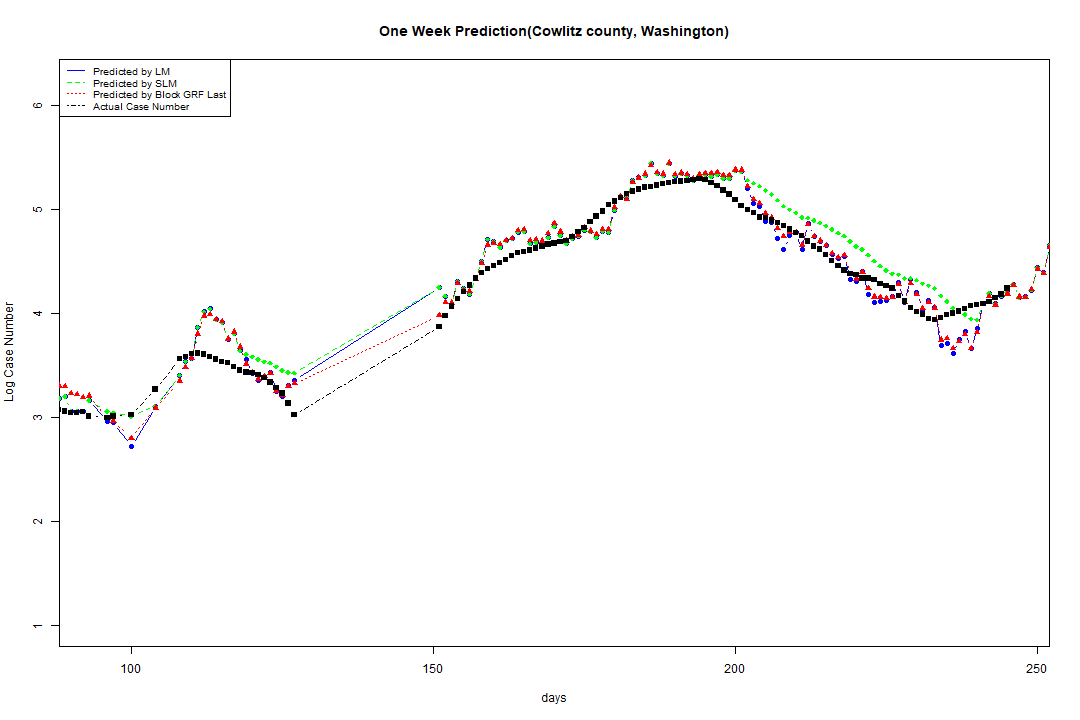 One Week Prediction(Cowlitz county, Washington)
Predicted by LM
Predicted by SLM
Predicted by Block GRF Last
Actual Case Number
6
5
4
3
2
1
Log Case Number
100 150 200 250
days